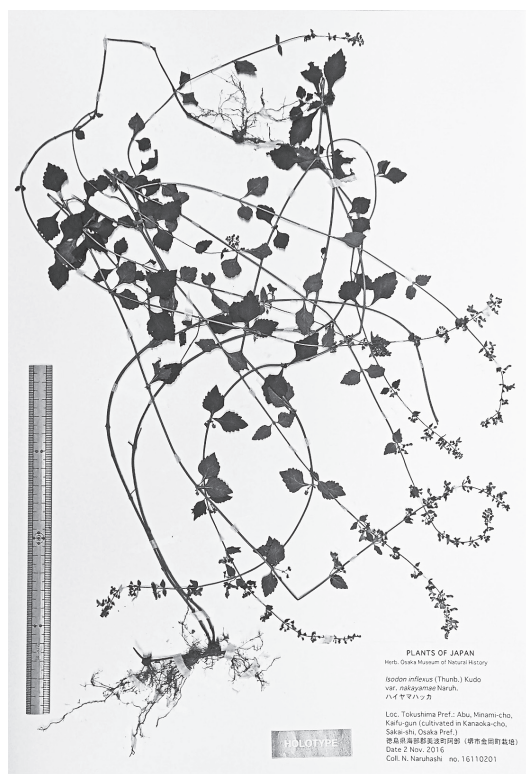 PLANTS OF JAPAN
Herb. Osaka Museum of Natural History
Isodon inflexus (Thunb.) Kudo
var. nakayamae Naruh.
ハイヤマハッカ
Loc. Tokushima Pref.: Abu, Minami-cho,
Kaifu-gun (cultivated in Kanaoka-cho,
Sakai-shi, Osaka Pref.)
徳島県海部郡美波町阿部（堺市金岡町栽培）
Date 2 Nov. 2016
Coll. N. Naruhashi no. 16110201
HOLOTYPE